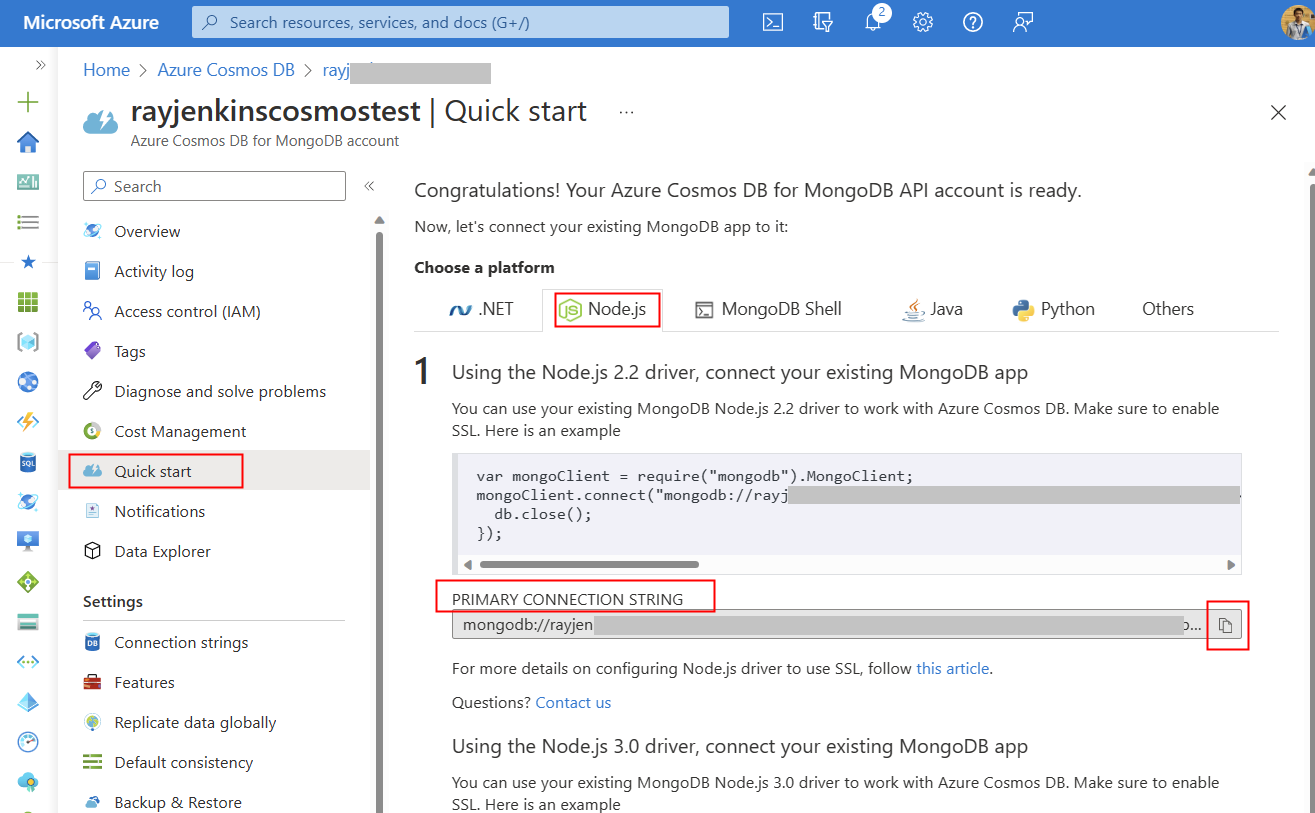 Microsoft Azure
Search resources, services, and docs (G+/)
2
Home > Azure Cosmos DB > rayj
rayjenkinscosmostest | Quick start ...
Azure Cosmos DB for MongoDB account
Search
Overview
Activity log
Access control (IAM)
Tags
Diagnose and solve problems
Cost Management
Quick start
Notifications
Data Explorer
Settings
Connection strings
Features
Replicate data globally
Default consistency
Backup & Restore
Congratulations! Your Azure Cosmos DB for MongoDB API account is ready.
Now, let's connect your existing MongoDB app to it:
Choose a platform
.NET
Node.js
MongoDB Shell
Java
Python
Others
1 Using the Node.js 2.2 driver, connect your existing MongoDB app
You can use your existing MongoDB Node.js 2.2 driver to work with Azure Cosmos DB. Make sure to enable
SSL. Here is an example
var mongoClient = require("mongodb").MongoClient;
mongoClient.connect("mongodb://rayj
db.close();
});
PRIMARY CONNECTION STRING
mongodb://rayjen
For more details on configuring Node.js driver to use SSL, follow this article.
Questions? Contact us
Using the Node.js 3.0 driver, connect your existing MongoDB app
You can use your existing MongoDB Node.js 3.0 driver to work with Azure Cosmos DB. Make sure to enable
SSL. Here is an example